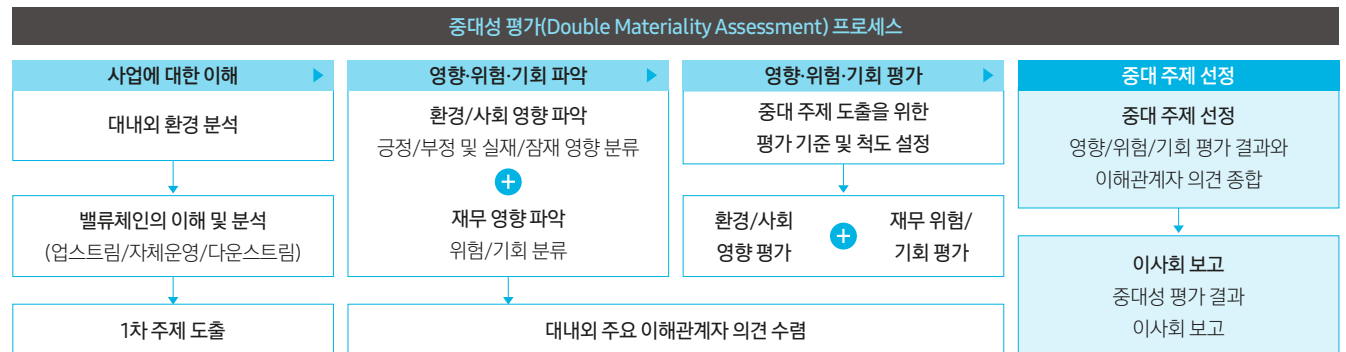 중대성 평가(Double Materiality Assessment) 프로세스
사업에 대한 이해
대내외 환경 분석
밸류체인의 이해 및 분석
(업스트림/자체운영/다운스트림)
1차 주제 도출
영향·위험·기회 파악
환경/사회 영향 파악
긍정/부정 및 실재/잠재 영향 분류
재무 영향 파악
위험/기회 분류
영향·위험·기회 평가
중대 주제 도출을 위한
평가 기준 및 척도 설정
환경/사회
영향 평가
재무 위험/
기회 평가
대내외 주요 이해관계자 의견 수렴
중대 주제 선정
중대 주제 선정
영향/위험/기회 평가 결과와
이해관계자 의견 종합
이사회 보고
중대성 평가 결과
이사회 보고